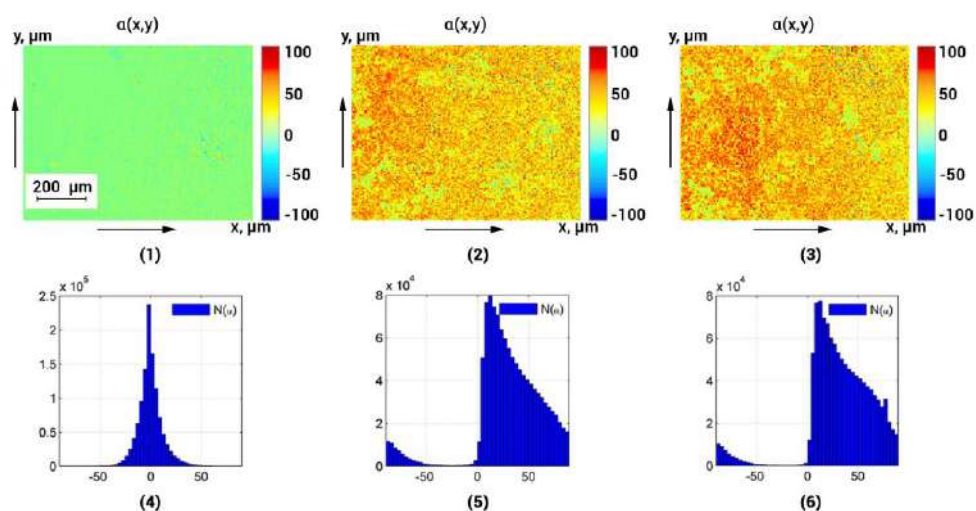 α(x,y) α(x,y) α(x,y)
y, µm y, µm y, µm
100 100 100
50 50 50
0 0 0
-50 -50 -50
-100 -100 -100
200 µm
x, µm x, µm x, µm
(1) (2) (3)
x 10⁵ x 10⁴ x 10⁴
2.5 8 8
N(α) N(α) N(α)
2
6 6
1.5
4 4
1
2 2
0.5
0 0 0
-50 0 50 -50 0 50 -50 0 50
(4) (5) (6)